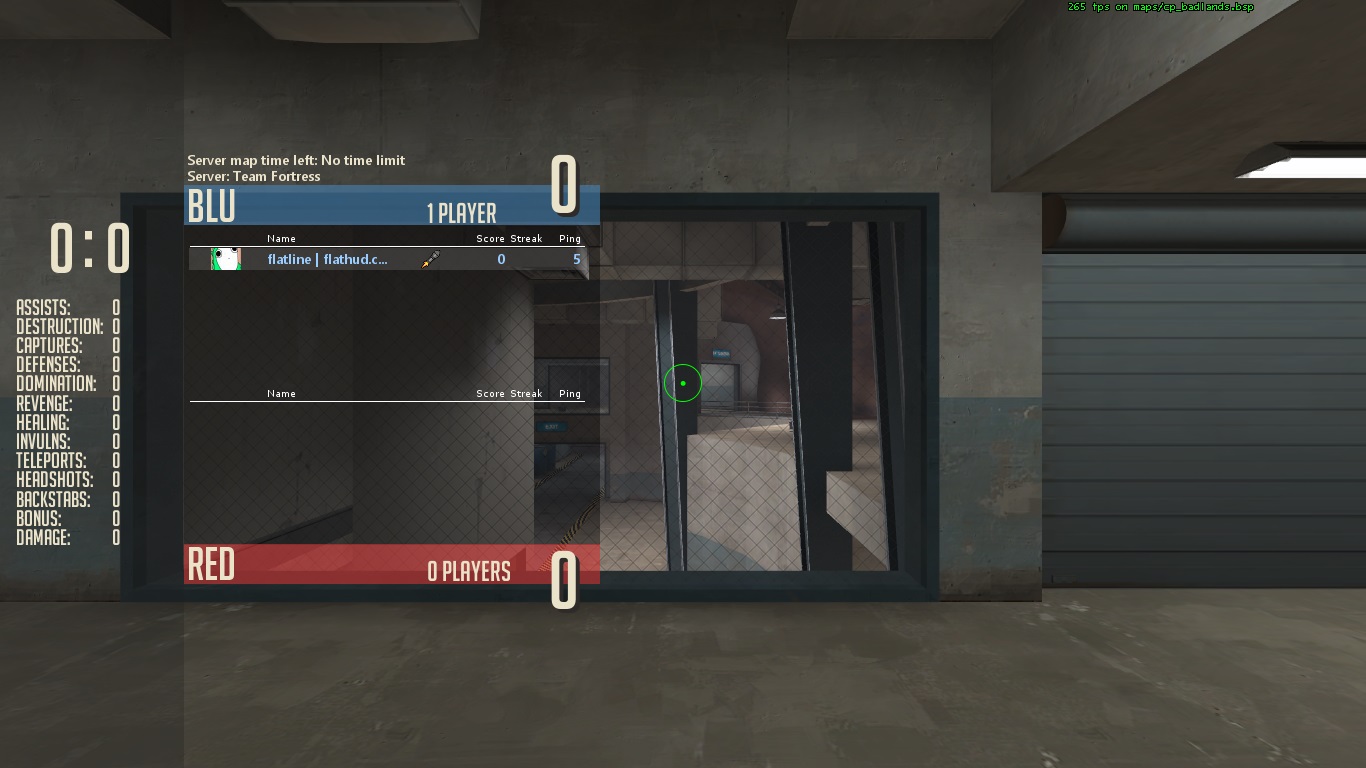 265 fps on maps/cp_badlands.bsp
Server map time left: No time limit
Server: Team Fortress
0
BLU 1 PLAYER
Name Score Streak Ping
flatline | flathud.c... 0 5
0:0
ASSISTS: 0
DESTRUCTION: 0
CAPTURES: 0
DEFENSES: 0
DOMINATION: 0
REVENGE: 0
HEALING: 0
INVULNS: 0
TELEPORTS: 0
HEADSHOTS: 0
BACKSTABS: 0
BONUS: 0
DAMAGE: 0
Name Score Streak Ping
RED 0 PLAYERS
0